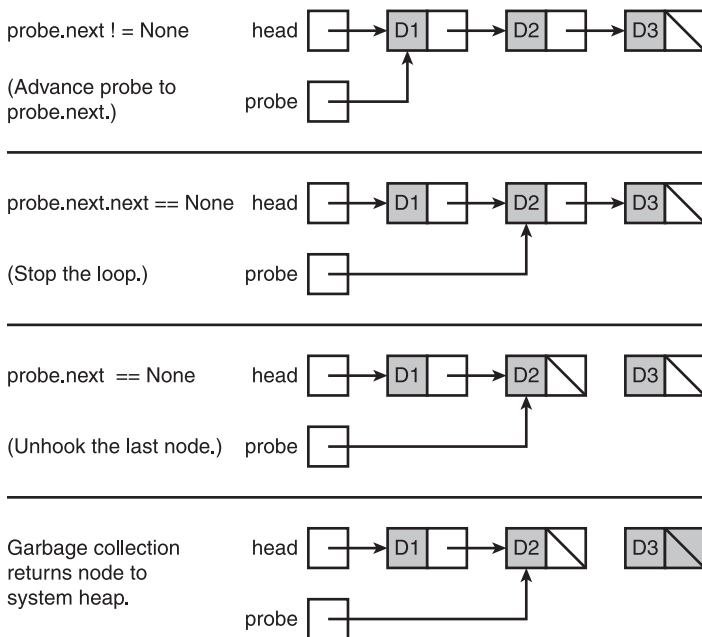 probe.next ! = None head D1 D2 D3
(Advance probe to
probe.next.) probe
probe.next.next == None head D1 D2 D3
(Stop the loop.) probe
probe.next == None head D1 D2 D3
(Unhook the last node.) probe
Garbage collection head D1 D2 D3
returns node to
system heap. probe